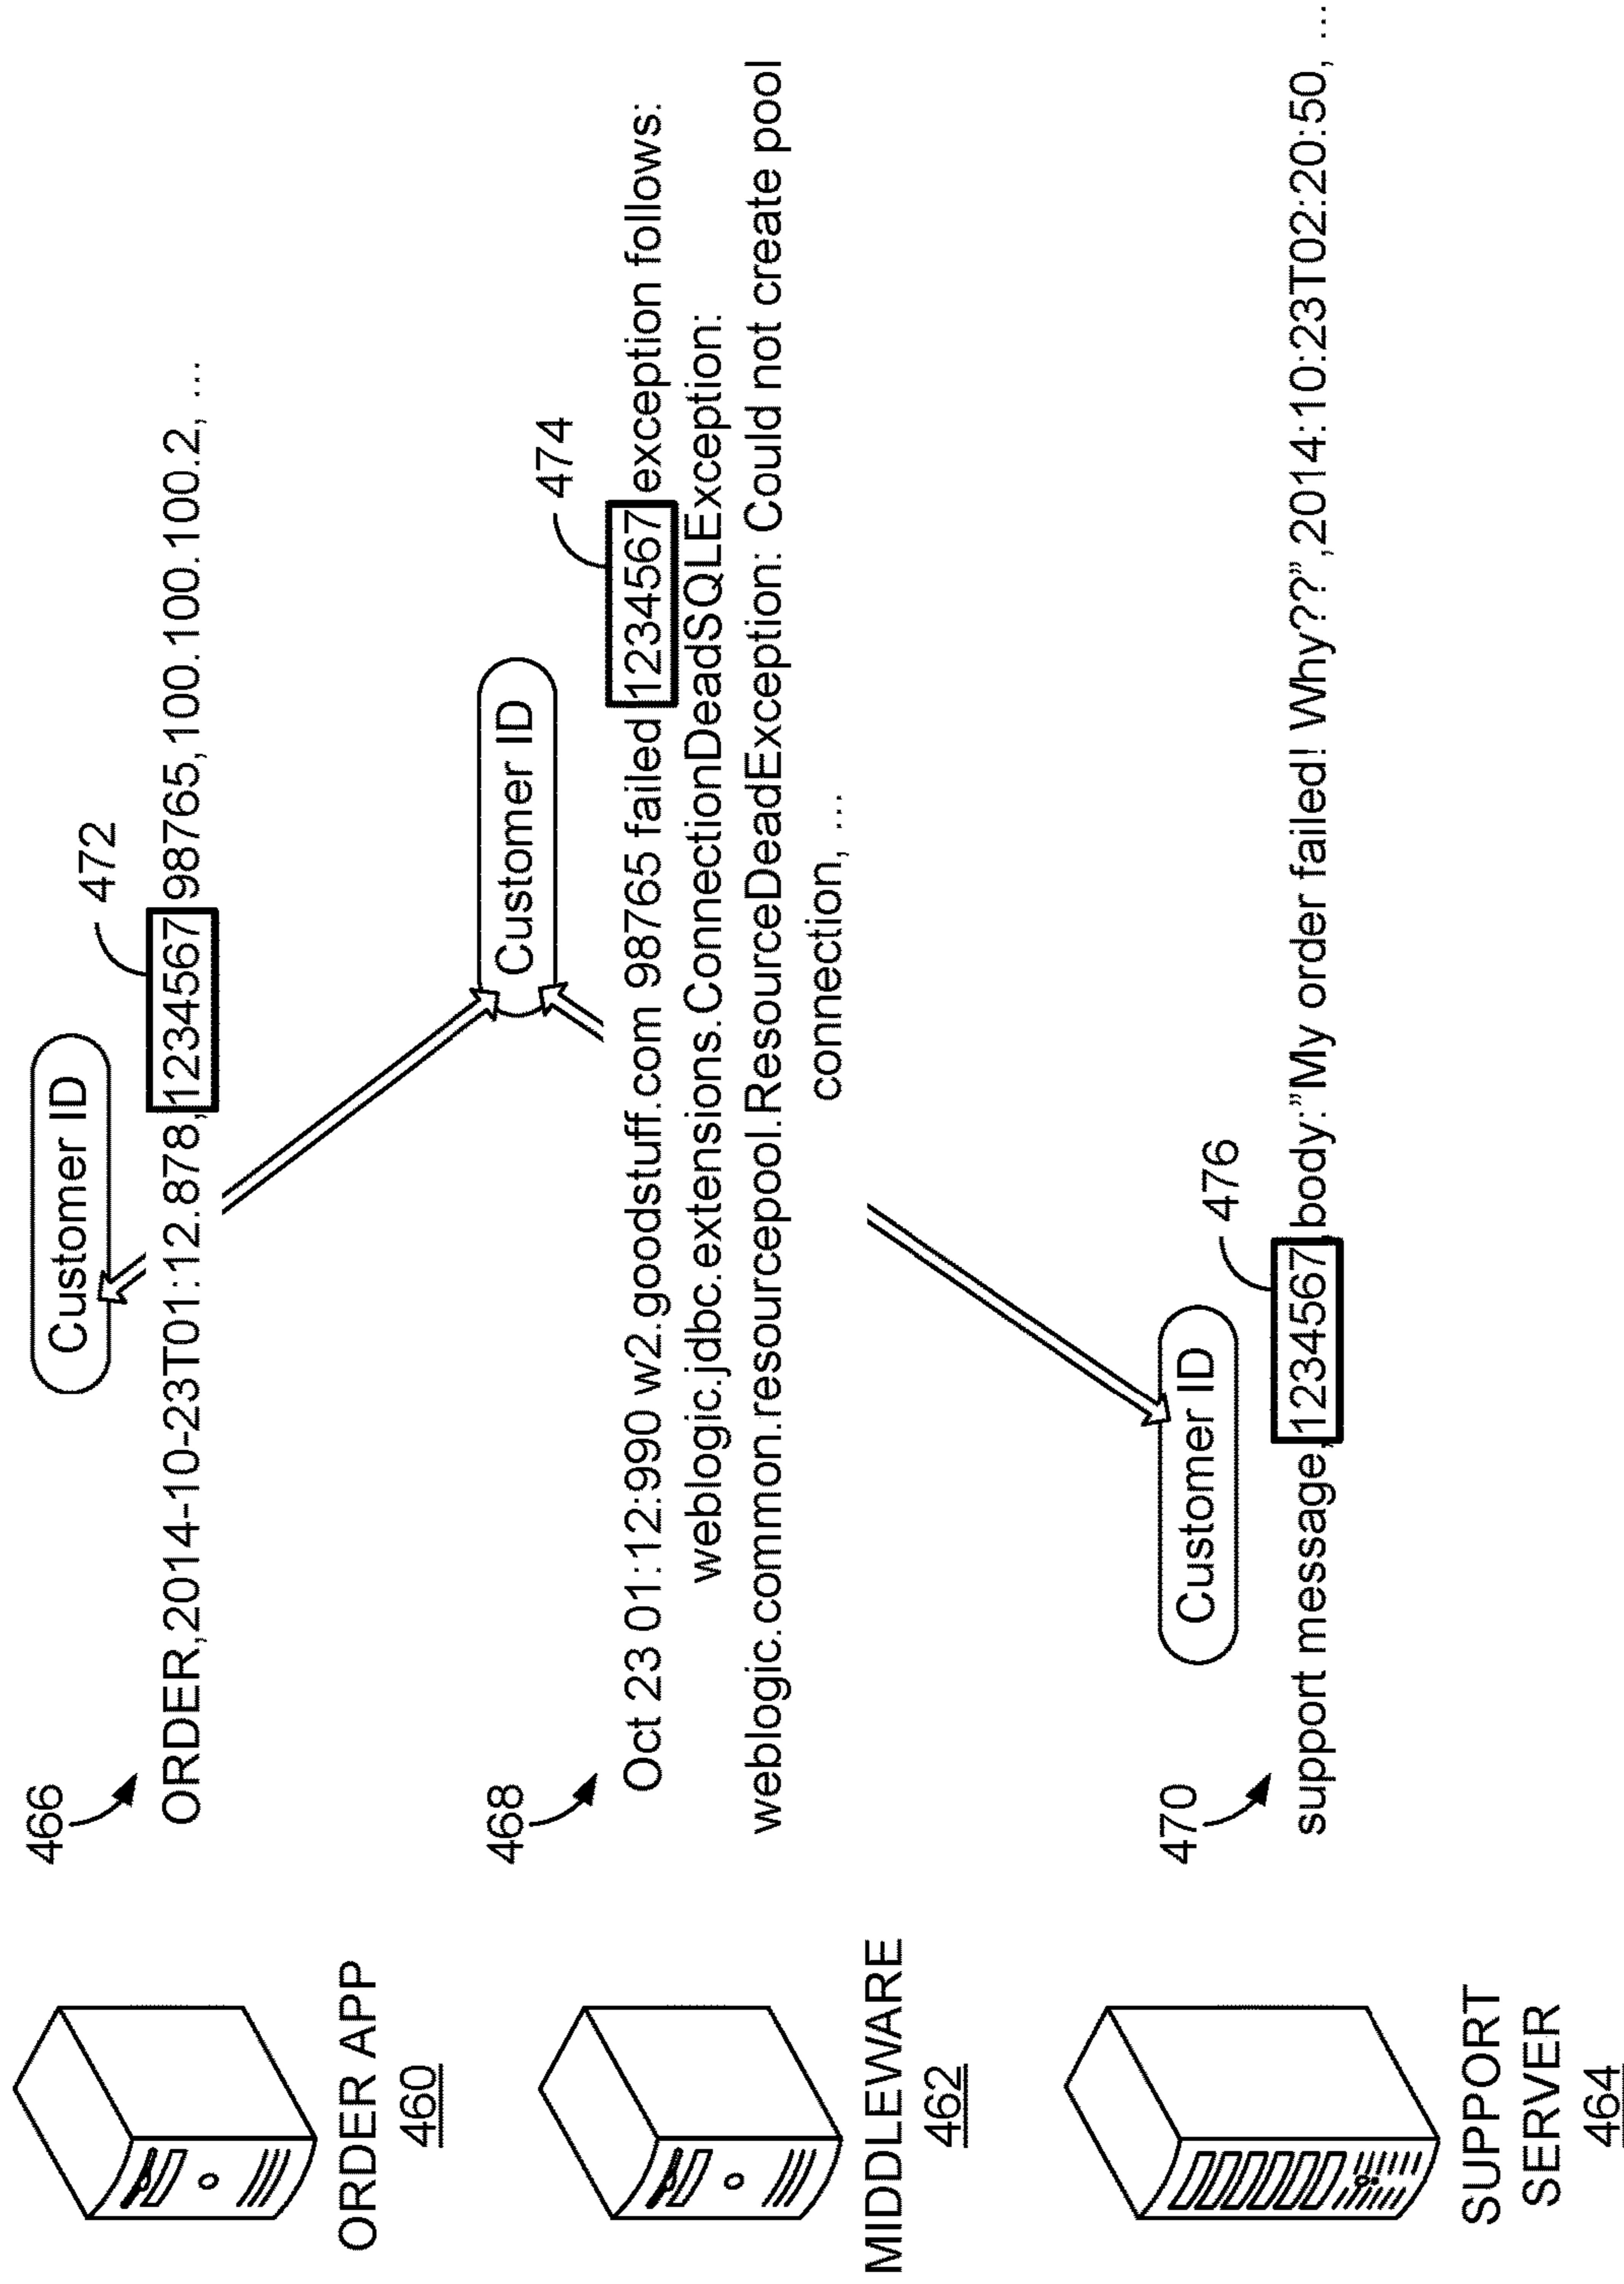 466
Customer ID
472
ORDER,2014-10-23T01:12.878,1234567 98765,100.100.100.2, ...
ORDER APP
460
468
Customer ID
474
Oct 23 01:12:990 w2.goodstuff.com 98765 failed 1234567 exception follows:
weblogic.jdbc.extensions.ConnectionDeadSQLException:
weblogic.common.resourcepool.ResourceDeadException: Could not create pool
connection, ...
MIDDLEWARE
462
470
Customer ID
476
support message,1234567,body:”My order failed! Why???”,2014:10:23T02:20:50, ...
SUPPORT
SERVER
464